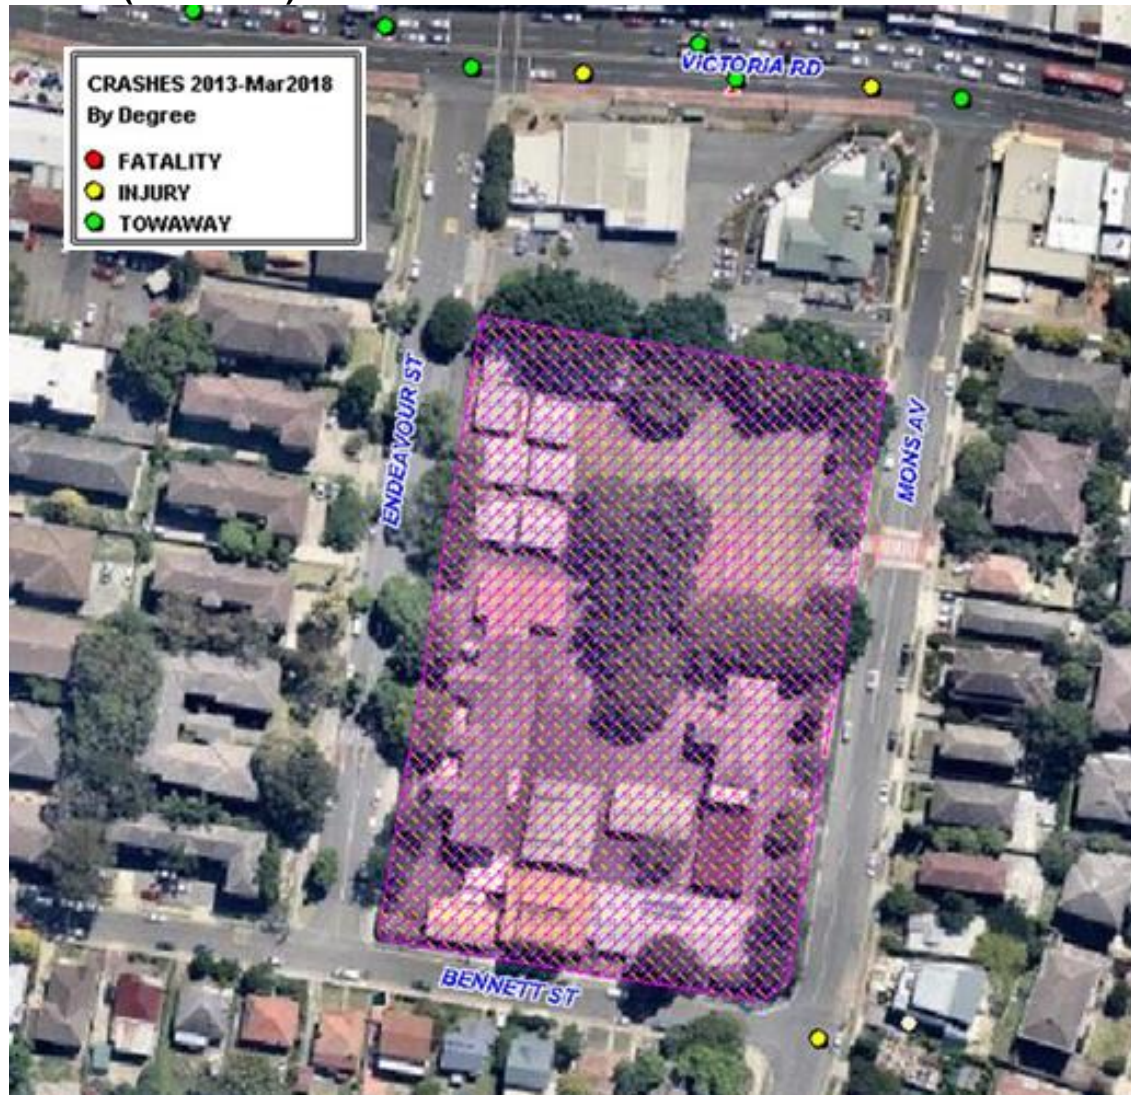 CRASHES 2013-Mar2018
By Degree
FATALITY
INJURY
TOWAWAY
VICTORIA RD
ENDEAVOUR ST
MONS AV
BENNETT ST